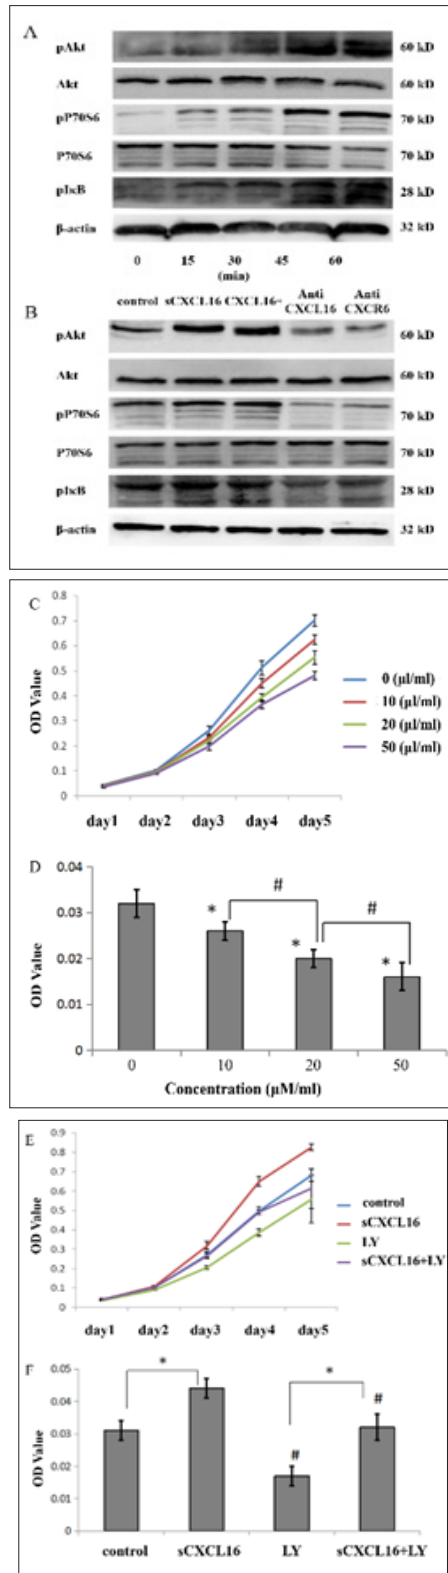 A
pAkt 60 kD
Akt 60 kD
pP70S6 70 kD
P70S6 70 kD
pIκB 28 kD
β-actin 32 kD
0 15 30 45 60
(min)
B
control sCXCL16 CXCL16+ Anti CXCL16 Anti CXCR6
pAkt 60 kD
Akt 60 kD
pP70S6 70 kD
P70S6 70 kD
pIκB 28 kD
β-actin 32 kD
C
OD Value
0.8
0.7
0.6
0.5
0.4
0.3
0.2
0.1
0
0 (μl/ml)
10 (μl/ml)
20 (μl/ml)
50 (μl/ml)
day1 day2 day3 day4 day5
D
OD Value
0.04
0.03
0.02
0.01
0.00
* # * # *
0 10 20 50
Concentration (μM/ml)
E
OD Value
0.9
0.8
0.7
0.6
0.5
0.4
0.3
0.2
0.1
0
control
sCXCL16
LY
sCXCL16+LY
day1 day2 day3 day4 day5
F
OD Value
0.05
0.04
0.03
0.02
0.01
0
* # * #
control sCXCL16 LY sCXCL16+LY